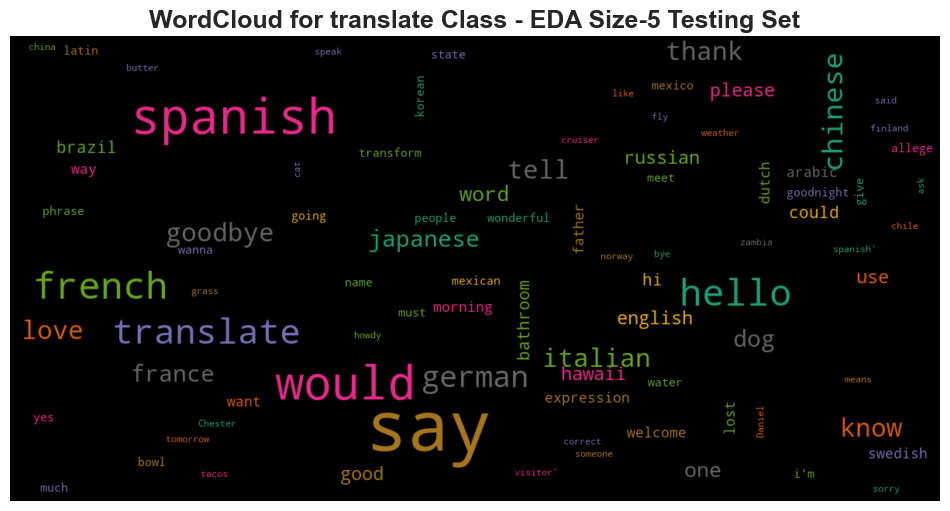 WordCloud for translate Class - EDA Size-5 Testing Set
china
latin
butter
speak
state
korean
thank
like
mexico
please
chinese
said
fly
finland
spanish
cruiser
weather
allege
brazil
way
cat
transform
tell
russian
meet
dutch
arabic
goodnight
give
ask
word
phrase
going
people
wonderful
father
could
chile
goodbye
wanna
japanese
norway
bye
zambia
spanish'
french
grass
name
mexican
hi
hello
use
must
morning
bathroom
english
love
translate
howdy
italian
dog
france
would
german
hawaii
water
means
want
expression
yes
Chester
say
lost
Daniel
know
tomorrow
correct
welcome
someone
swedish
bowl
tacos
good
visitor'
one
i'm
much
sorry